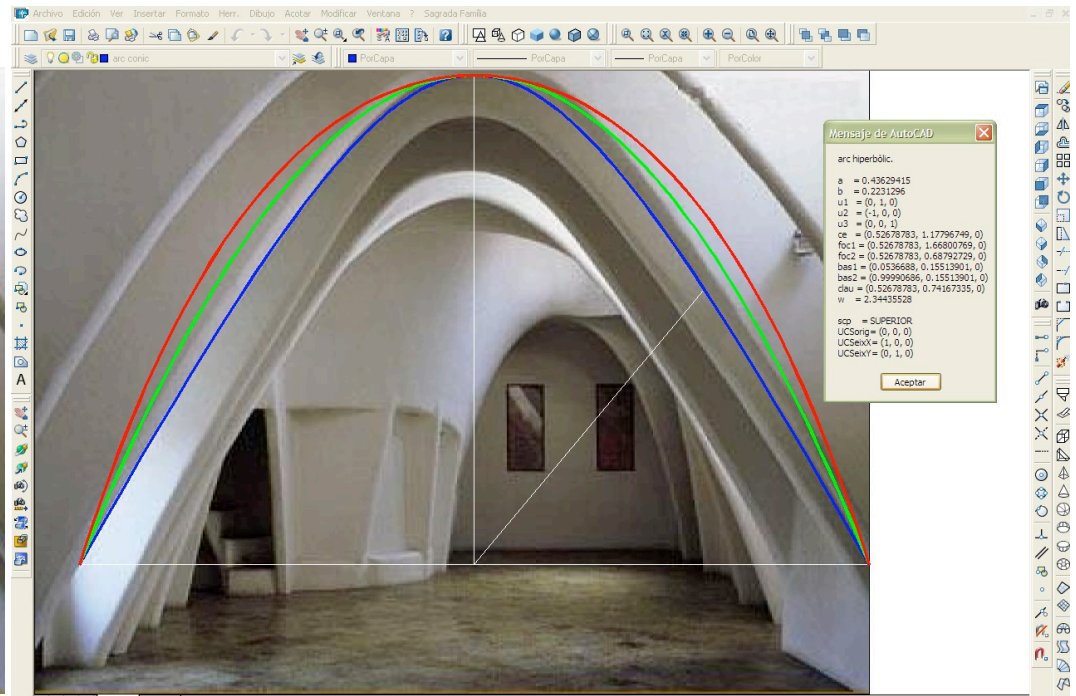 Archivo Edición Ver Insertar Formato Herr. Dibujo Acotar Modificar Ventana ? Sagrada Família
arc conic PorCapa PorCapa PorCapa PorColor
Mensaje de AutoCAD
arc hiperbòlic.
a = 0.43629415
b = 0.2231296
u1 = (0, 1, 0)
u2 = (-1, 0, 0)
u3 = (0, 0, 1)
ce = (0.52678783, 1.17796749, 0)
foc1 = (0.52678783, 1.66800769, 0)
foc2 = (0.52678783, 0.68792729, 0)
bas1 = (0.0536688, 0.15513901, 0)
bas2 = (0.99990686, 0.15513901, 0)
clau = (0.52678783, 0.74167335, 0)
w = 2.34435528
scp = SUPERIOR
UCSorig= (0, 0, 0)
UCSeixX= (1, 0, 0)
UCSeixY= (0, 1, 0)
Aceptar
A